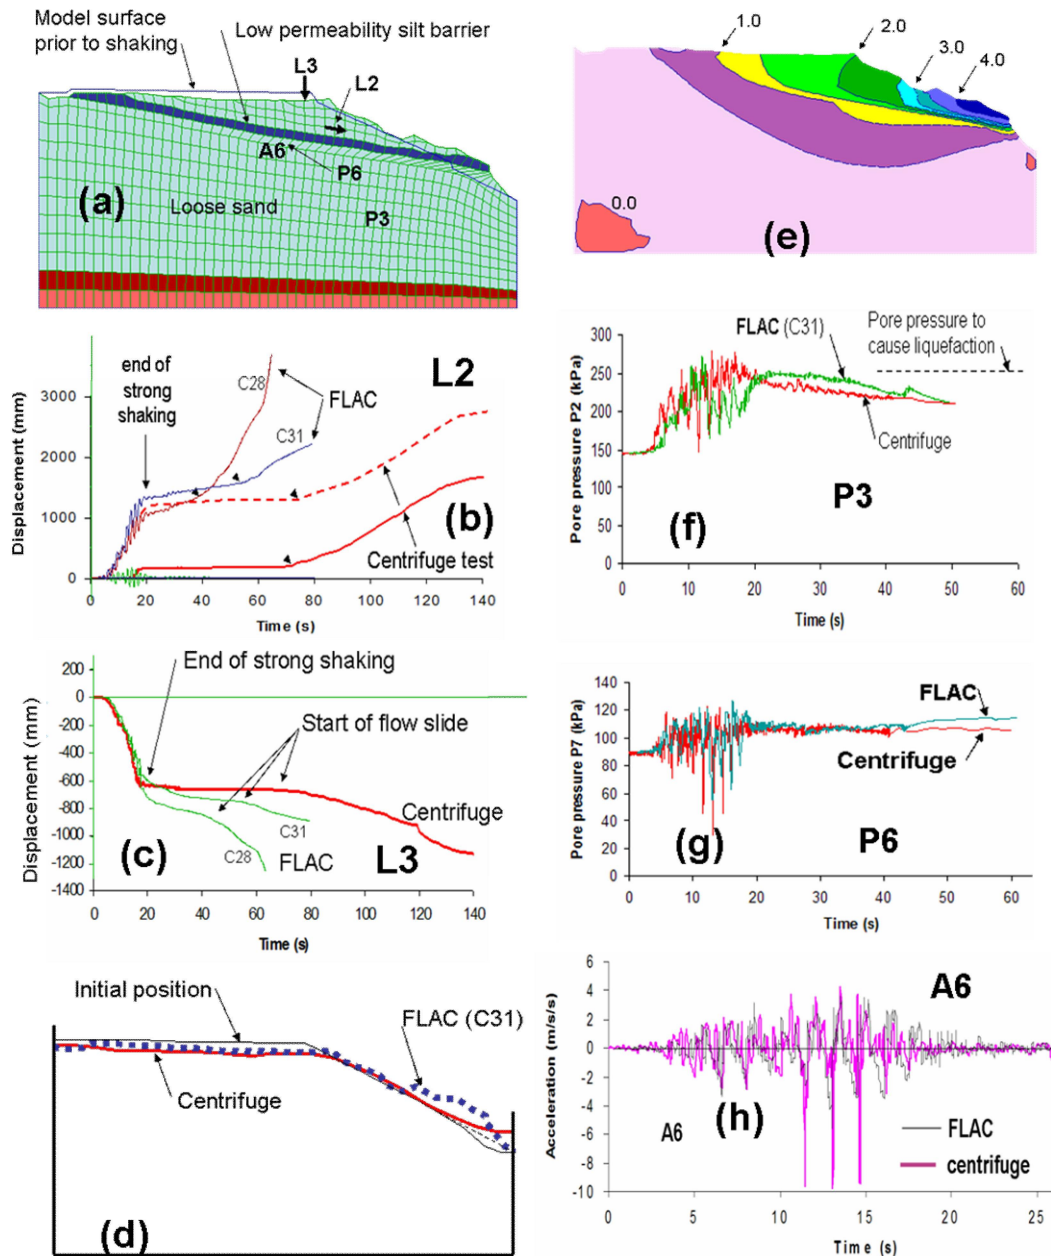 Model surface
prior to shaking
Low permeability silt barrier
L3
L2
A6
P6
(a)
Loose sand
P3
1.0
2.0
3.0
4.0
0.0
(e)
Displacement (mm)
3000
2000
1000
0
0
20
40
60
80
100
120
140
Time (s)
end of
strong
shaking
C28
FLAC
C31
L2
(b)
Centrifuge test
Pore pressure P2 (kPa)
300
250
200
150
100
50
0
0
10
20
30
40
50
60
Time (s)
FLAC (C31)
Pore pressure to
cause liquefaction
Centrifuge
P3
(f)
Displacement (mm)
200
0
-200
-400
-600
-800
-1000
-1200
-1400
0
20
40
60
80
100
120
140
Time (s)
End of strong shaking
Start of flow slide
Centrifuge
C31
C28
FLAC
L3
(c)
Pore pressure P7 (kPa)
140
120
100
80
60
40
20
0
0
10
20
30
40
50
60
Time (s)
FLAC
Centrifuge
(g)
P6
Initial position
FLAC (C31)
Centrifuge
(d)
Acceleration (m/s/s)
6
4
2
0
-2
-4
-6
-8
-10
0
5
10
15
20
25
Time (s)
A6
A6
(h)
FLAC
centrifuge